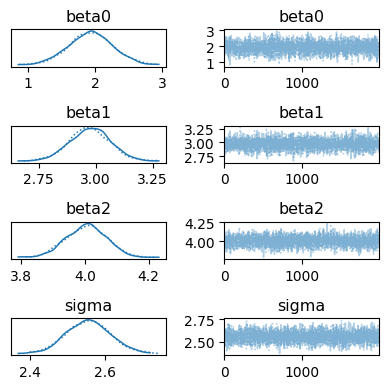 beta0 beta0
3
2
1
1 2 3 0 1000
beta1 beta1
3.25
3.00
2.75
2.75 3.00 3.25 0 1000
beta2 beta2
4.25
4.00
3.8 4.0 4.2 0 1000
sigma sigma
2.75
2.50
2.4 2.6 0 1000